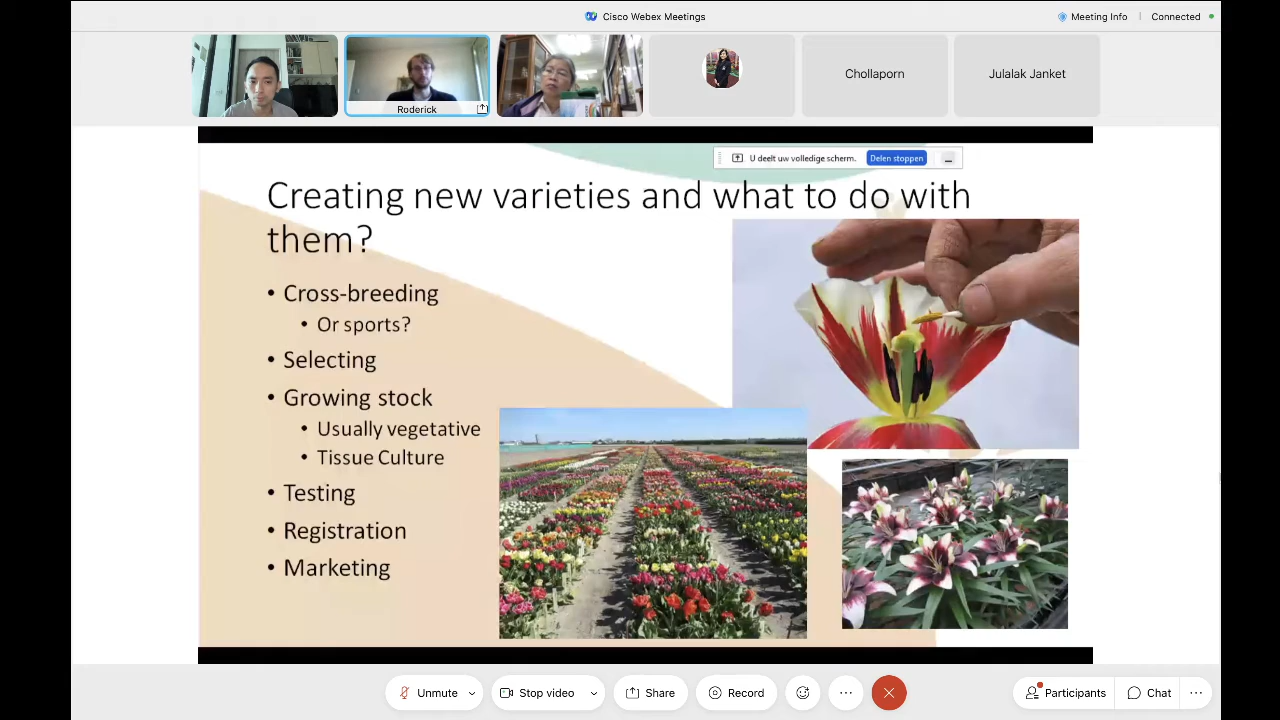 Cisco Webex Meetings
Meeting Info
Connected
Roderick
Chollaporn
Julalak Janket
U deelt uw volledige scherm.
Delen stoppen
Creating new varieties and what to do with
them?
• Cross-breeding
• Or sports?
• Selecting
• Growing stock
• Usually vegetative
• Tissue Culture
• Testing
• Registration
• Marketing
Unmute
Stop video
Share
Record
Participants
Chat